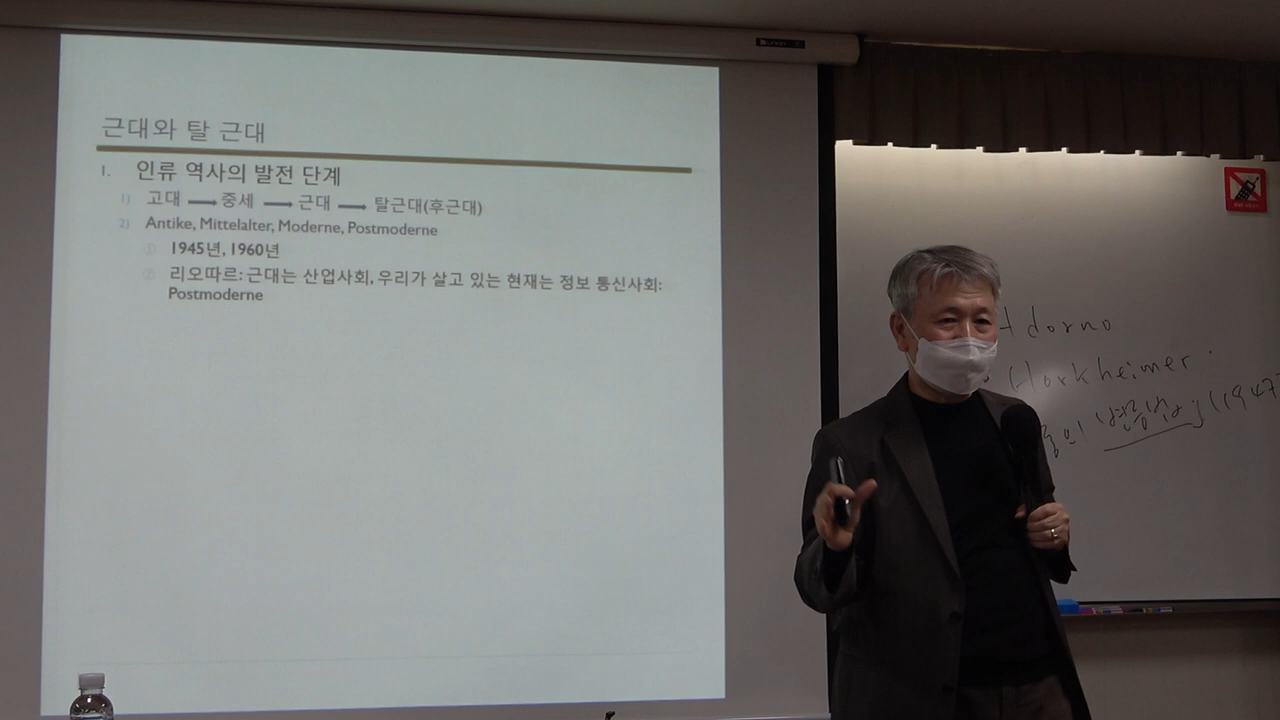 근대와 탈 근대
I. 인류 역사의 발전 단계
1) 고대 → 중세 → 근대 → 탈근대(후근대)
2) Antike, Mittelalter, Moderne, Postmoderne
① 1945년, 1960년
② 리오따르: 근대는 산업사회, 우리가 살고 있는 현재는 정보 통신사회:
Postmoderne
Adorno
Horkheimer.
의 변증법』(1947